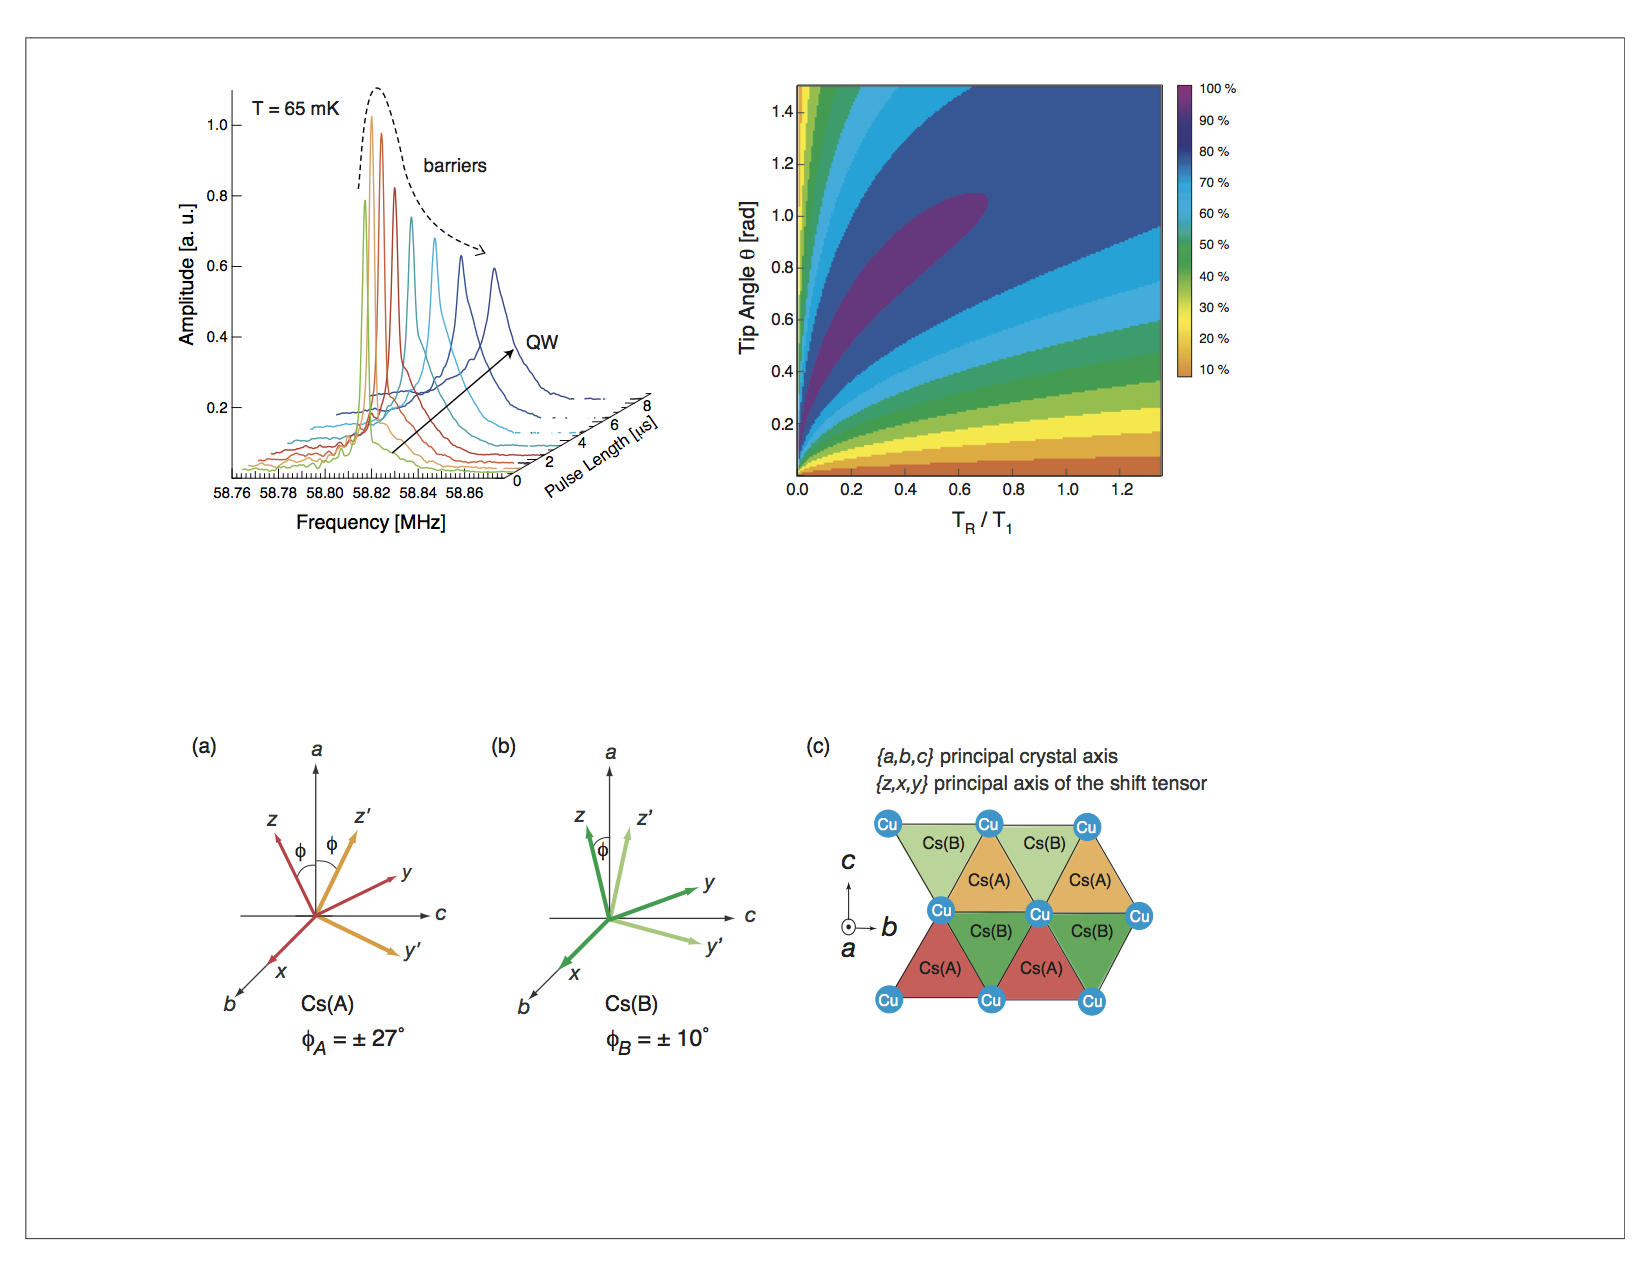 T = 65 mK
barriers
QW
Amplitude [a. u.]
1.0
0.8
0.6
0.4
0.2
58.76 58.78 58.80 58.82 58.84 58.86
0
2
4
6
8
Pulse Length [µs]
Frequency [MHz]
Tip Angle θ [rad]
1.4
1.2
1.0
0.8
0.6
0.4
0.2
0.0 0.2 0.4 0.6 0.8 1.0 1.2
T_R / T_1
100 %
90 %
80 %
70 %
60 %
50 %
40 %
30 %
20 %
10 %
(a)
a
z
z'
ϕ ϕ
y
c
y'
x
b
Cs(A)
ϕ_A = ± 27°
(b)
a
z
z'
ϕ
y
c
y'
x
b
Cs(B)
ϕ_B = ± 10°
(c)
{a,b,c} principal crystal axis
{z,x,y} principal axis of the shift tensor
Cu Cu Cu
Cs(B) Cs(B)
Cs(A) Cs(A)
Cu Cu Cu
Cs(B) Cs(B)
Cs(A) Cs(A)
Cu Cu Cu
c
b
a